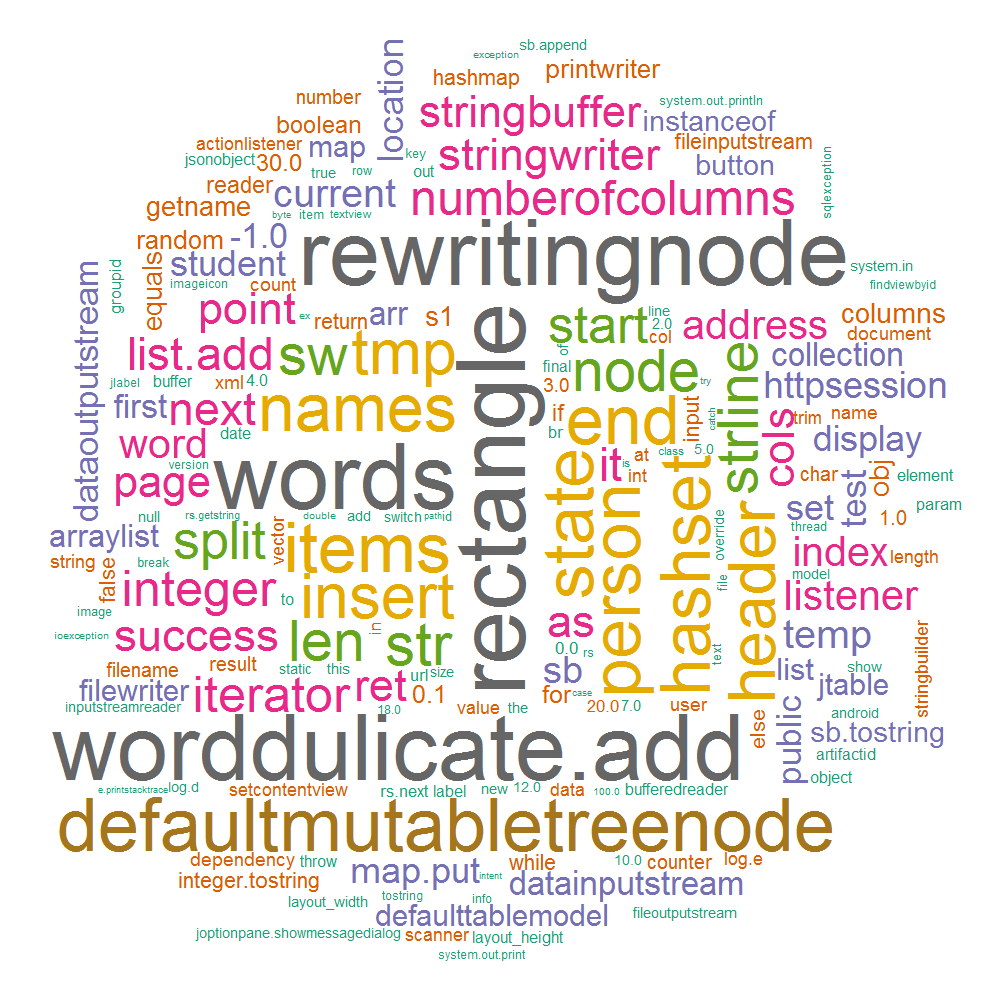 sb.append
exception
location
hashmap
printwriter
number
stringbuffer
system.out.println
boolean
instanceof
actionlistener
map
key
stringwriter
fileinputstream
jsonobject
30.0
true
row
out
button
reader
current
numberofcolumns
sqlexception
getname
byte
item
textview
random
-1.0
rewritingnode
equals
student
system.in
groupid
imageicon
count
findviewbyid
dataoutputstream
point
ex
return
arr
s1
rectangle
start
line
2.0
col
address
columns
document
list.add
sw
tmp
of
node
strline
collection
jlabel
buffer
xml
4.0
final
3.0
try
httpsession
first
next
names
if
end
input
catch
cols
trim
name
word
date
br
display
version
words
it
at
class
5.0
page
is
int
char
obj
element
null
rs.getstring
double
add
switch
path
id
state
person
hashset
header
set
test
1.0
param
arraylist
split
vector
items
override
thread
string
break
false
index
length
integer
to
insert
file
model
image
listener
ioexception
success
in
len
str
as
0.0
rs
text
temp
stringbuilder
filename
result
static
this
url
size
sb
list
show
filewriter
iterator
ret
0.1
for
case
jtable
inputstreamreader
18.0
value
the
20.0
7.0
user
else
public
android
sb.tostring
worddulicate.add
artifactid
object
e.printstacktrace
log.d
setcontentview
rs.next
label
new
12.0
data
100.0
bufferedreader
defaultmutabletreenode
dependency
throw
map.put
while
10.0
counter
log.e
integer.tostring
intent
datainputstream
layout_width
tostring
info
defaulttablemodel
fileoutputstream
joptionpane.showmessagedialog
scanner
layout_height
system.out.print